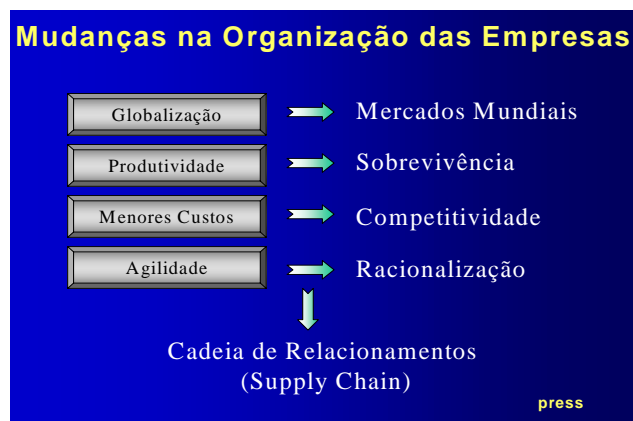 Mudanças na Organização das Empresas
Globalização Mercados Mundiais
Produtividade Sobrevivência
Menores Custos Competitividade
Agilidade Racionalização
Cadeia de Relacionamentos
(Supply Chain)
press